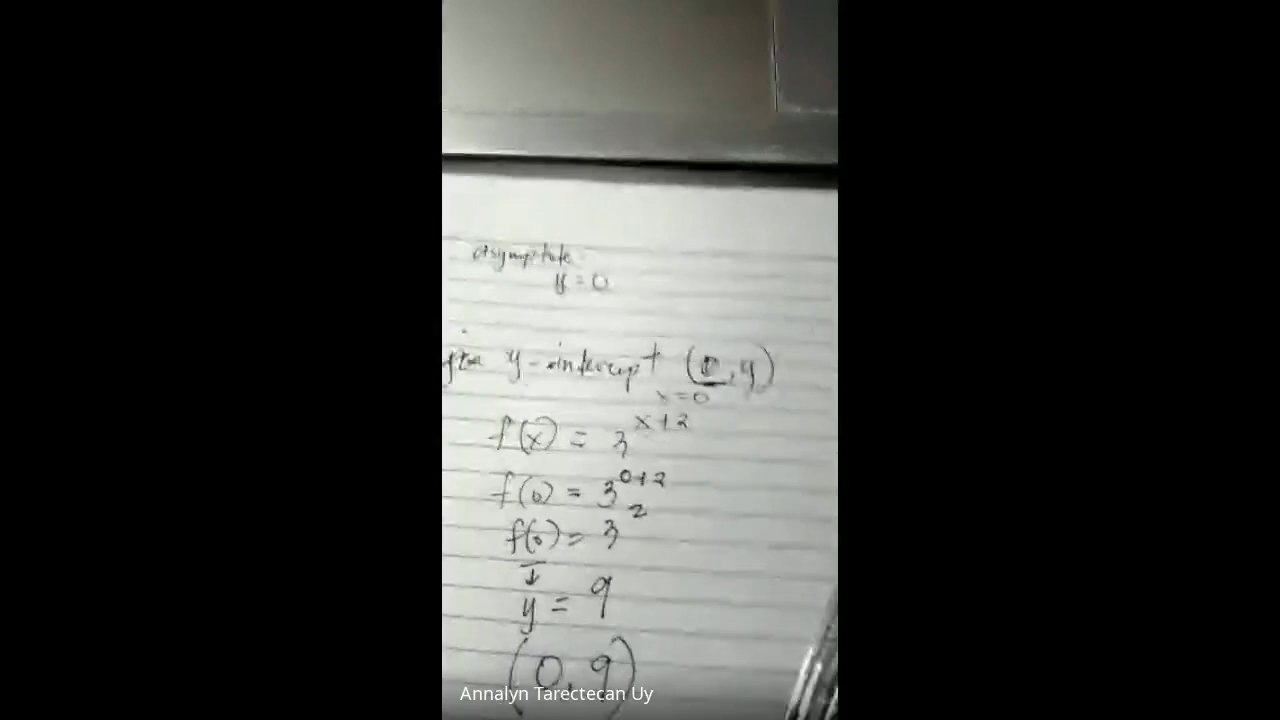 asymptote
y = 0
y-intercept (0, y)
x = 0
f(x) = 3^{x+2}
f(0) = 3^{0+2}
f(0) = 3^{2}
↓
y = 9
(0, 9)
Annalyn Tarectecan Uy